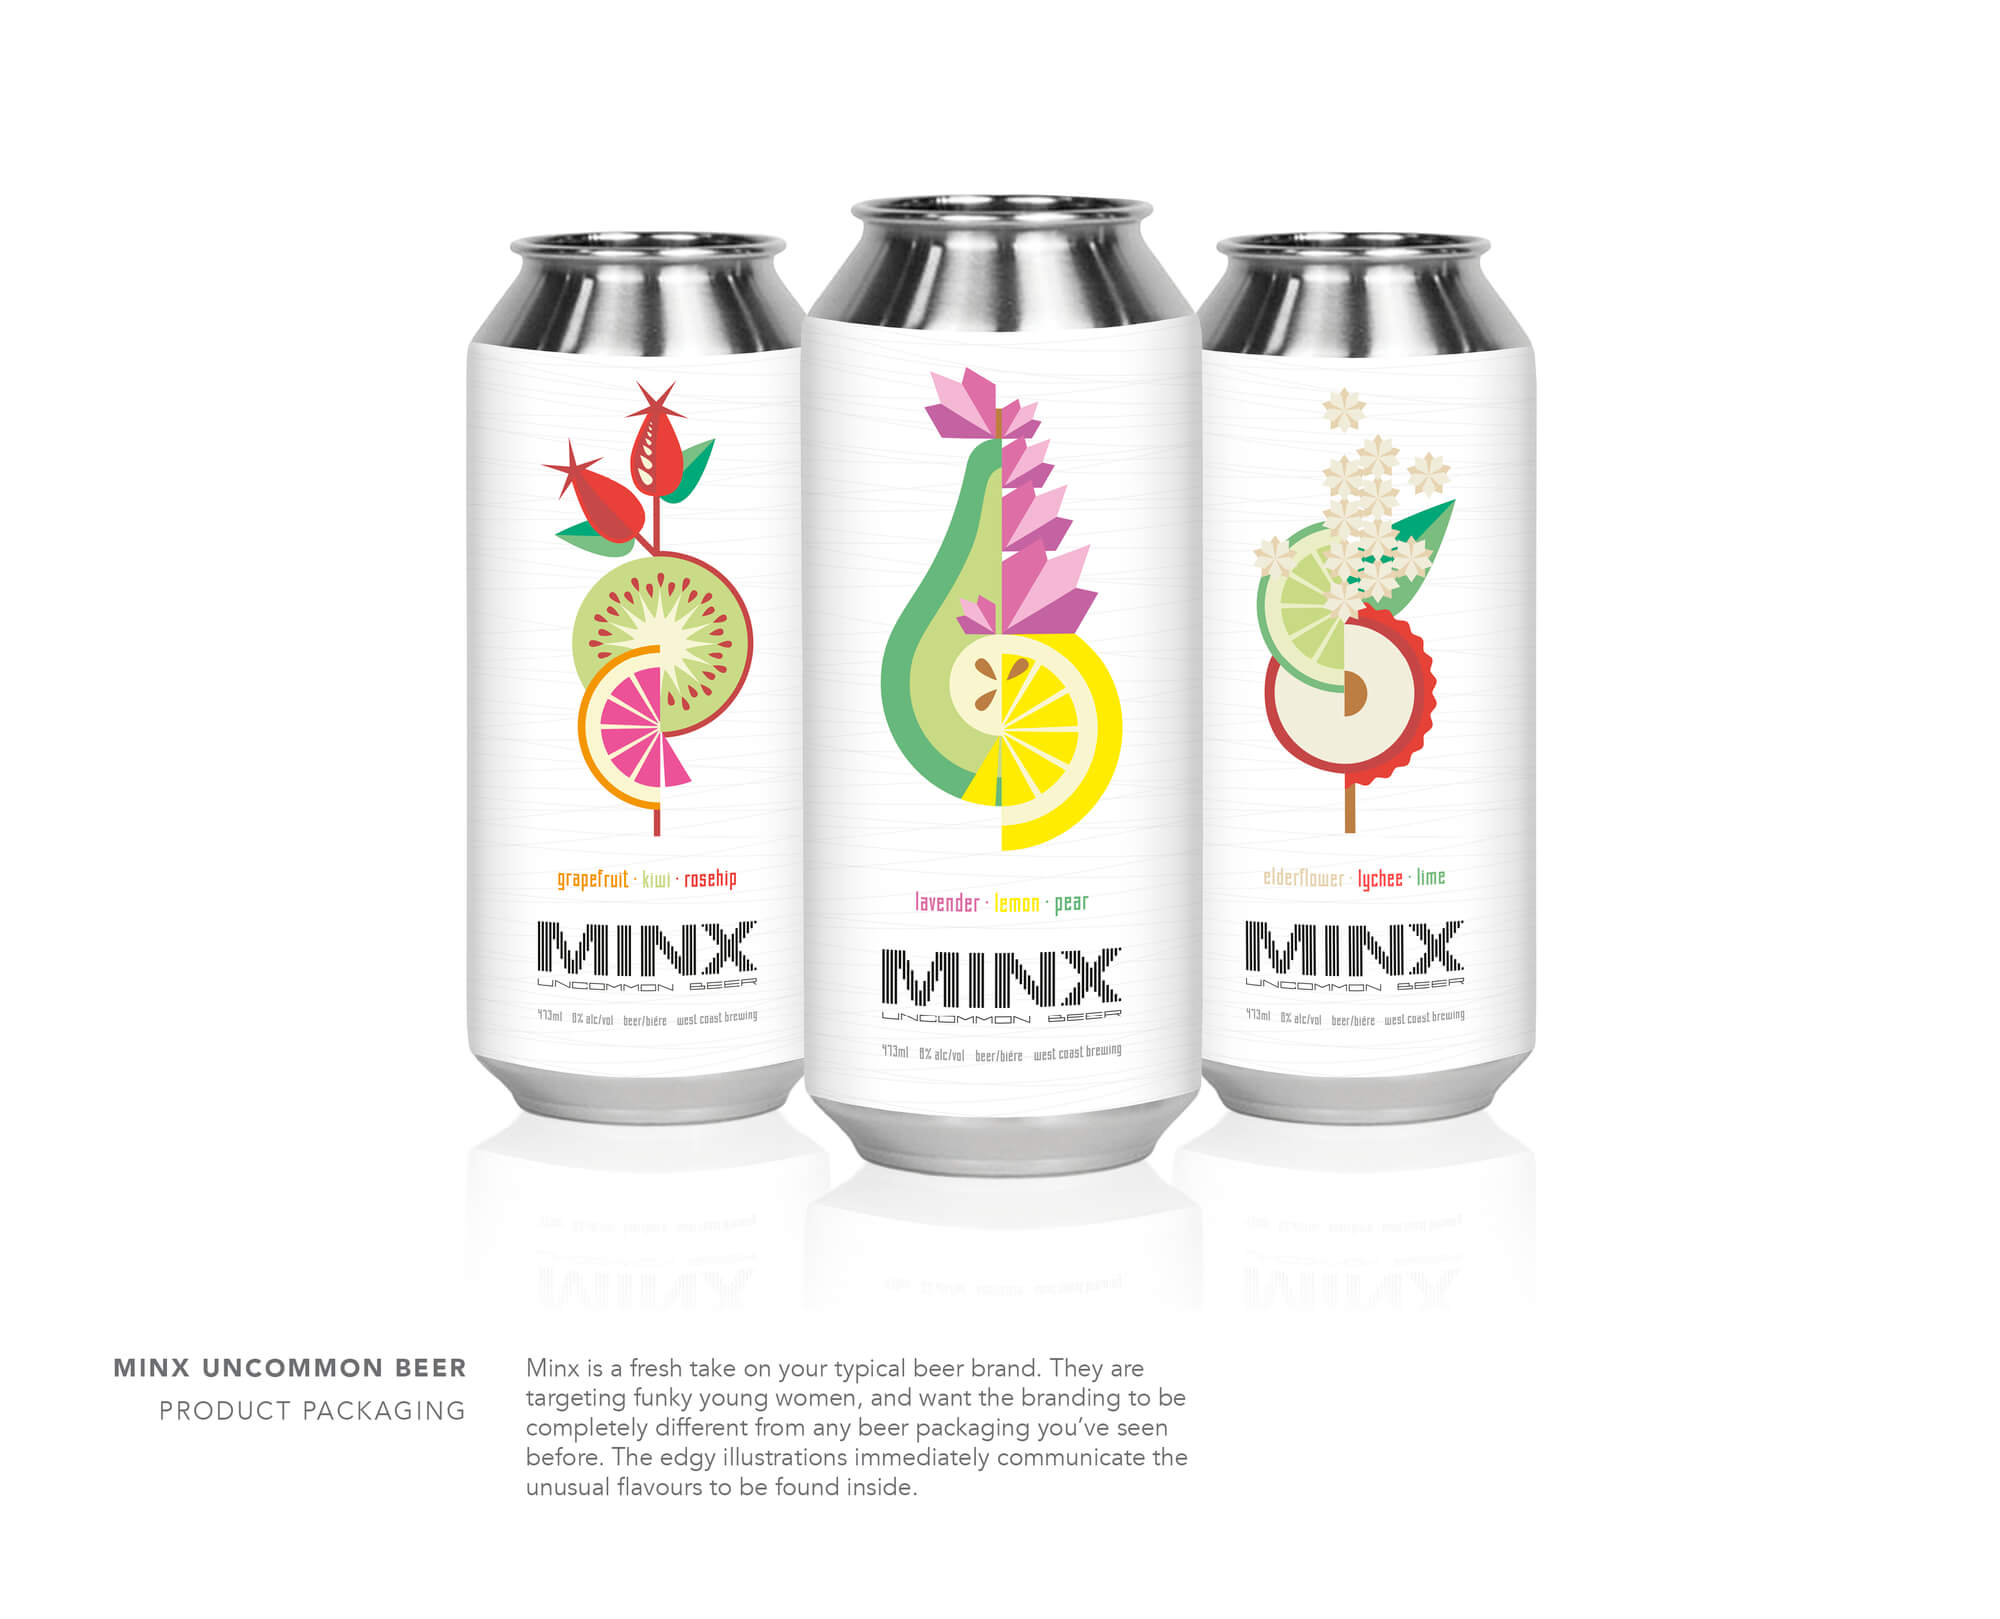 grapefruit · kiwi · rosehip
MINX
UNCOMMON BEER
473ml 8% alc/vol beer/biére west coast brewing
lavender · lemon · pear
MINX
UNCOMMON BEER
473ml 8% alc/vol beer/biére west coast brewing
elderflower · lychee · lime
MINX
UNCOMMON BEER
473ml 8% alc/vol beer/biére west coast brewing
MINX UNCOMMON BEER
PRODUCT PACKAGING
Minx is a fresh take on your typical beer brand. They are
targeting funky young women, and want the branding to be
completely different from any beer packaging you’ve seen
before. The edgy illustrations immediately communicate the
unusual flavours to be found inside.